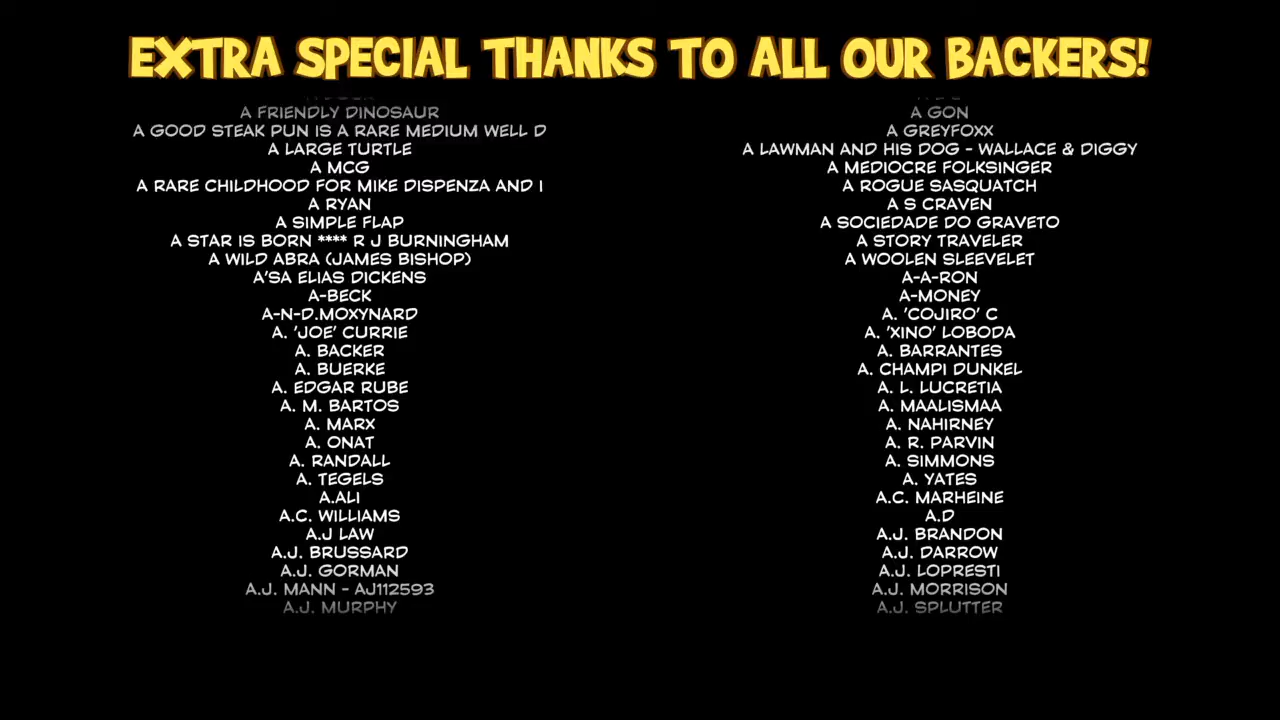 EXTRA SPECIAL THANKS TO ALL OUR BACKERS!
A FRIENDLY DINOSAUR
A GON
A GOOD STEAK PUN IS A RARE MEDIUM WELL D
A GREYFOXX
A LARGE TURTLE
A LAWMAN AND HIS DOG - WALLACE & DIGGY
A MCG
A MEDIOCRE FOLKSINGER
A RARE CHILDHOOD FOR MIKE DISPENZA AND I
A ROGUE SASQUATCH
A RYAN
A S CRAVEN
A SIMPLE FLAP
A SOCIEDADE DO GRAVETO
A STAR IS BORN **** R J BURNINGHAM
A STORY TRAVELER
A WILD ABRA (JAMES BISHOP)
A WOOLEN SLEEVELET
A'SA ELIAS DICKENS
A-A-RON
A-BECK
A-MONEY
A-N-D.MOXYNARD
A. 'COJIRO' C
A. 'JOE' CURRIE
A. 'XINO' LOBODA
A. BACKER
A. BARRANTES
A. BUERKE
A. CHAMPI DUNKEL
A. EDGAR RUBE
A. L. LUCRETIA
A. M. BARTOS
A. MAALISMAA
A. MARX
A. NAHIRNEY
A. ONAT
A. R. PARVIN
A. RANDALL
A. SIMMONS
A. TEGELS
A. YATES
A.ALI
A.C. MARHEINE
A.C. WILLIAMS
A.D
A.J LAW
A.J. BRANDON
A.J. BRUSSARD
A.J. DARROW
A.J. GORMAN
A.J. LOPRESTI
A.J. MANN - AJ112593
A.J. MORRISON
A.J. MURPHY
A.J. SPLUTTER